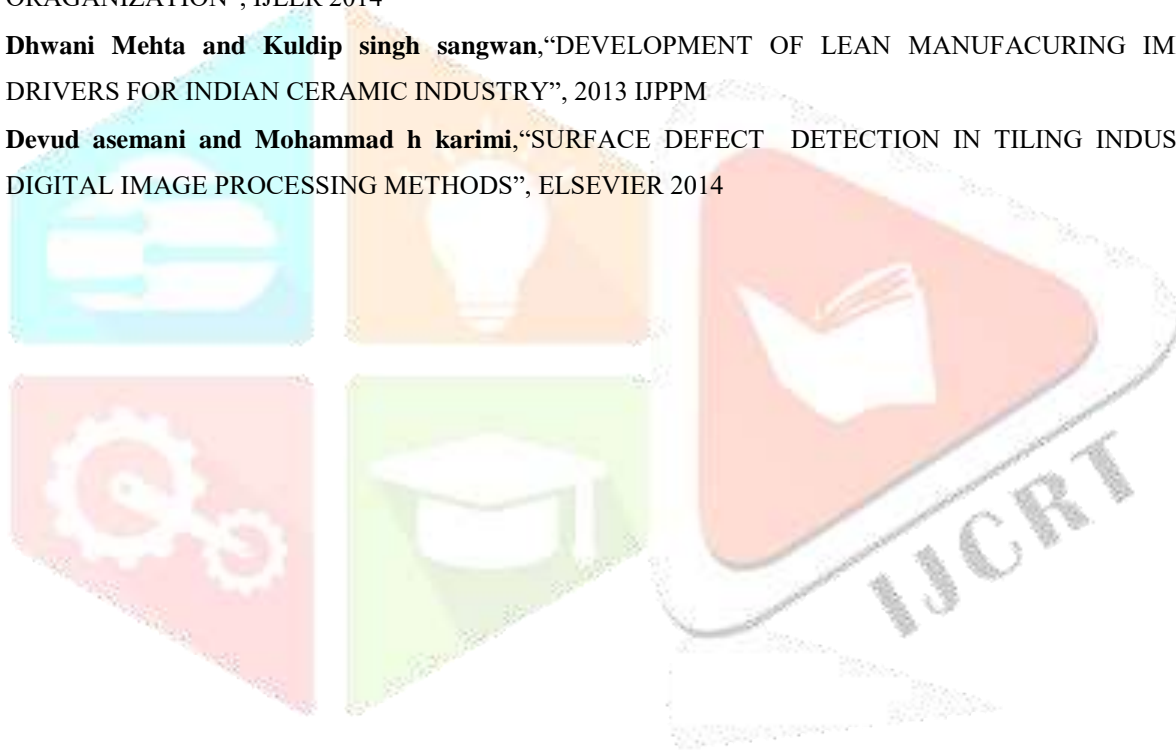 ORAGANIZATION", IJLER 2014
Dhwani Mehta and Kuldip singh sangwan,“DEVELOPMENT OF LEAN MANUFACURING IM
DRIVERS FOR INDIAN CERAMIC INDUSTRY”, 2013 IJPPM
Devud asemani and Mohammad h karimi,“SURFACE DEFECT DETECTION IN TILING INDUS
DIGITAL IMAGE PROCESSING METHODS”, ELSEVIER 2014
IJCRT